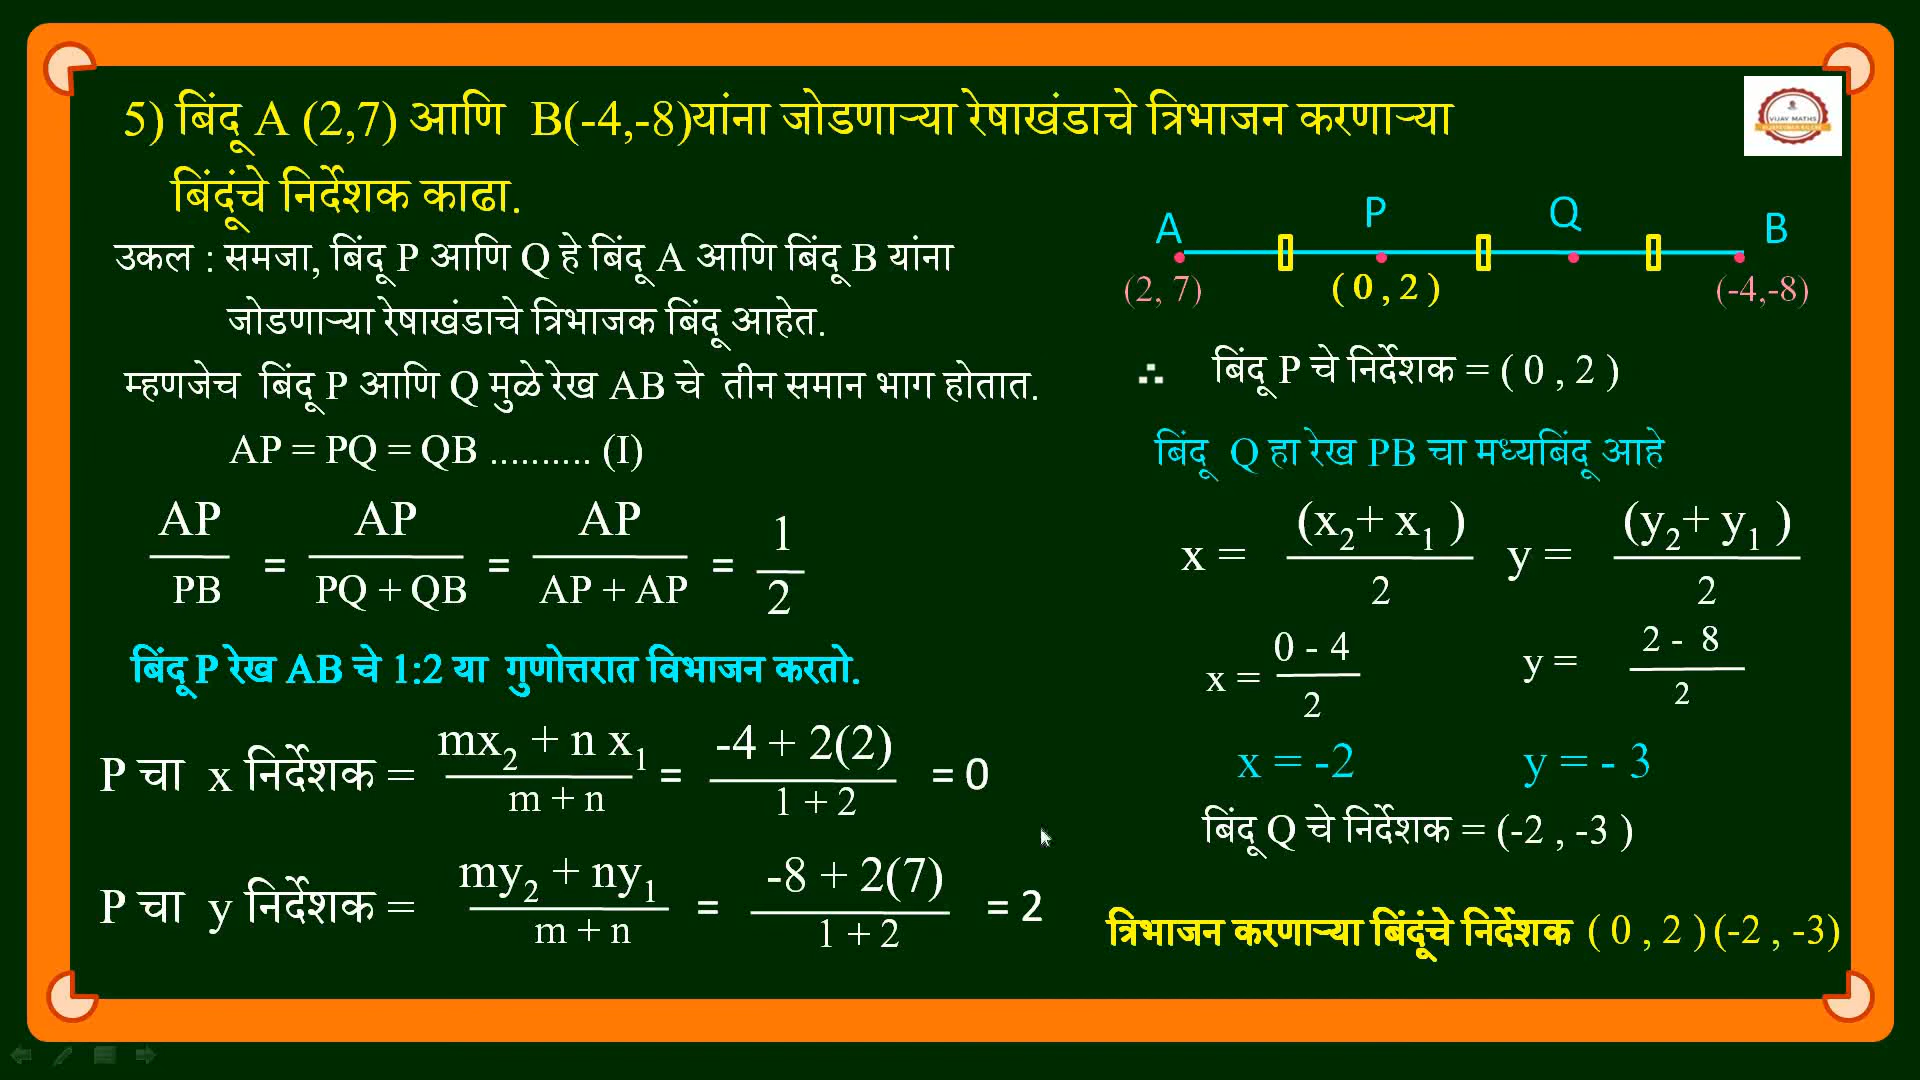 5) बिंदू A (2,7) आणि B(-4,-8)यांना जोडणाऱ्या रेषाखंडाचे त्रिभाजन करणाऱ्या
बिंदूंचे निर्देशक काढा.
उकल : समजा, बिंदू P आणि Q हे बिंदू A आणि बिंदू B यांना
जोडणाऱ्या रेषाखंडाचे त्रिभाजक बिंदू आहेत.
म्हणजेच बिंदू P आणि Q मुळे रेख AB चे तीन समान भाग होतात.
AP = PQ = QB .......... (I)
AP/PB = AP/(PQ + QB) = AP/(AP + AP) = 1/2
बिंदू P रेख AB चे 1:2 या गुणोत्तरात विभाजन करतो.
P चा x निर्देशक = (mx₂ + n x₁)/(m + n) = (-4 + 2(2))/(1 + 2) = 0
P चा y निर्देशक = (my₂ + ny₁)/(m + n) = (-8 + 2(7))/(1 + 2) = 2
VIJAY MATHS
A P Q B
(2, 7) ( 0 , 2 ) (-4,-8)
∴ बिंदू P चे निर्देशक = ( 0 , 2 )
बिंदू Q हा रेख PB चा मध्यबिंदू आहे
x = (x₂+ x₁ )/2 y = (y₂+ y₁ )/2
x = (0 - 4)/2 y = (2 - 8)/2
x = -2 y = - 3
बिंदू Q चे निर्देशक = (-2 , -3 )
त्रिभाजन करणाऱ्या बिंदूंचे निर्देशक ( 0 , 2 ) (-2 , -3)